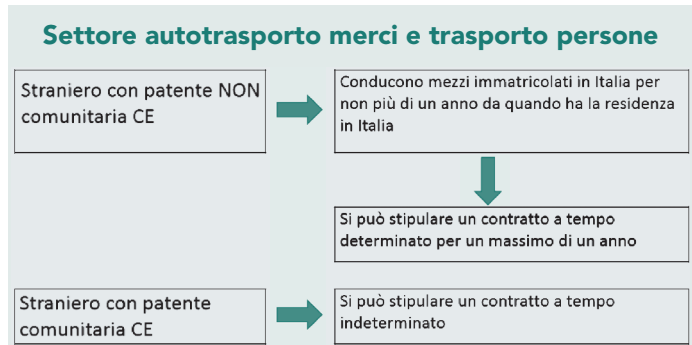 Settore autotrasporto merci e trasporto persone
Straniero con patente NON
comunitaria CE
Conducono mezzi immatricolati in Italia per
non più di un anno da quando ha la residenza
in Italia
Si può stipulare un contratto a tempo
determinato per un massimo di un anno
Straniero con patente
comunitaria CE
Si può stipulare un contratto a tempo
indeterminato